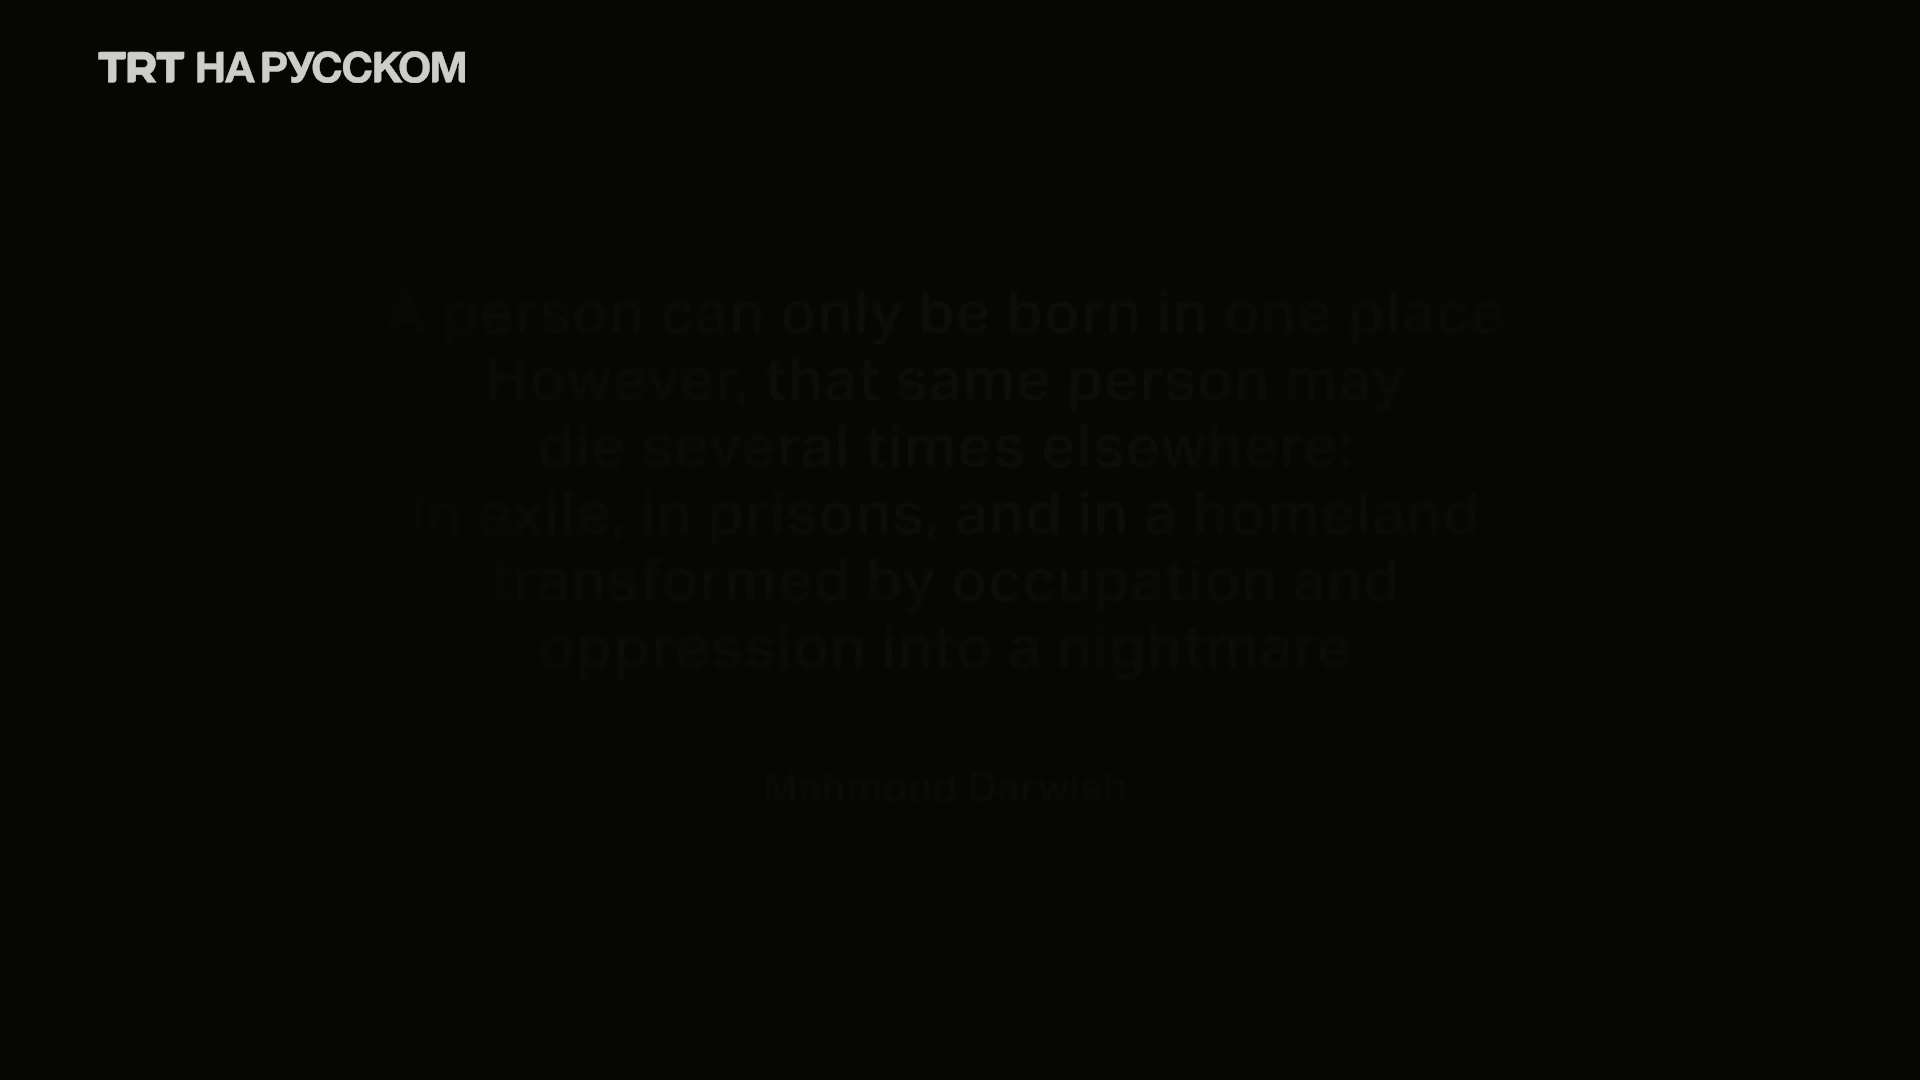 TRT НА РУССКОМ
A person can only be born in one place
However, that same person may
die several times elsewhere:
in exile, in prisons, and in a homeland
transformed by occupation and
oppression into a nightmare
Mahmoud Darwish